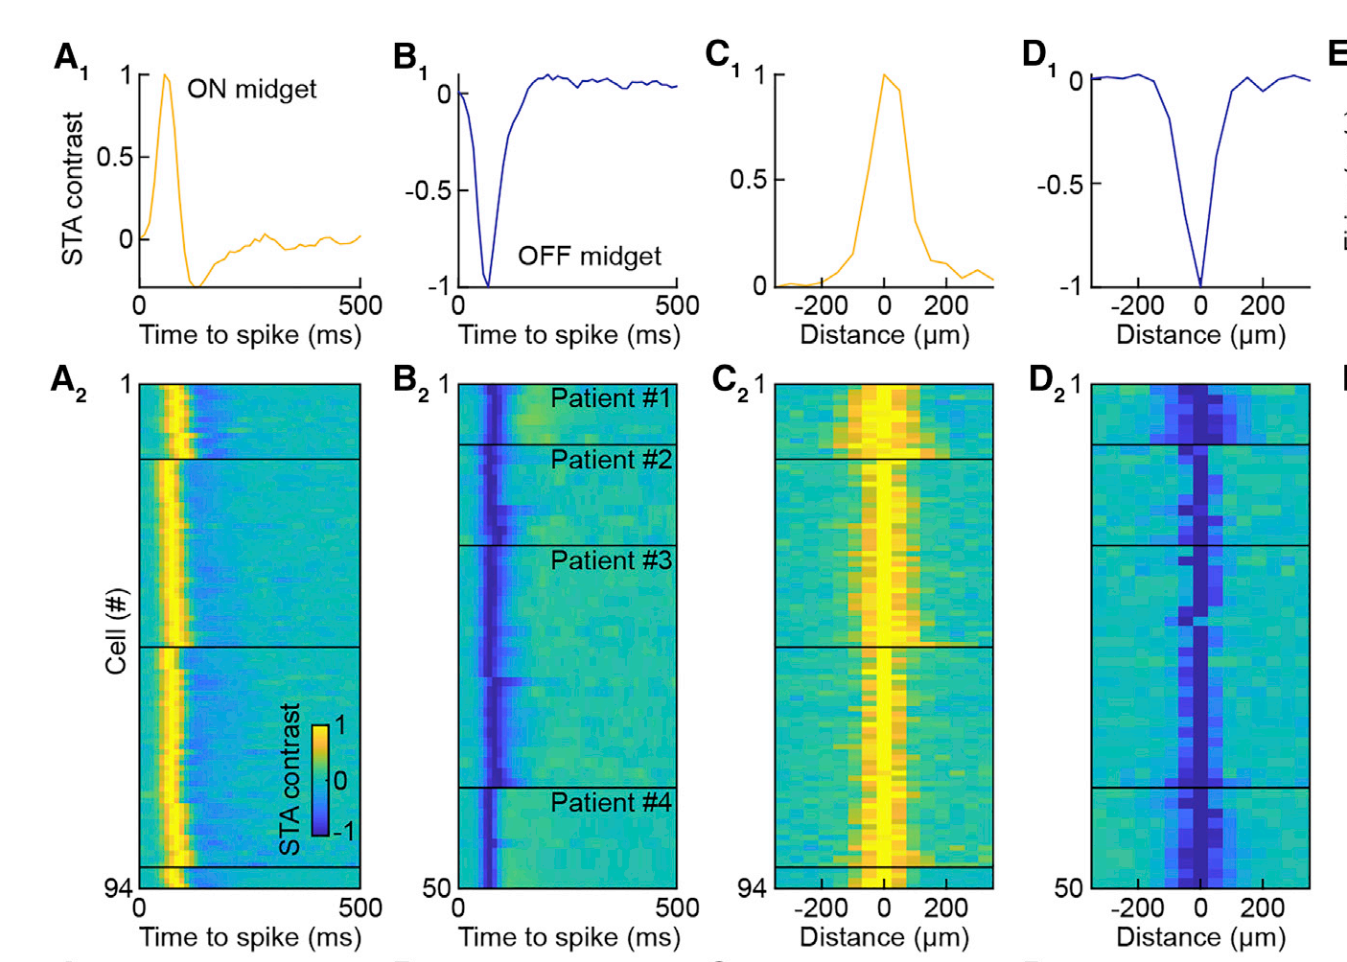 A1
B1
C1
D1
E
STA contrast
1
0.5
0
ON midget
0
500
Time to spike (ms)
0
-0.5
-1
OFF midget
0
500
Time to spike (ms)
1
0.5
0
-200
0
200
Distance (µm)
0
-0.5
-1
-200
0
200
Distance (µm)
A2
1
94
Cell (#)
STA contrast
1
0
-1
0
500
Time to spike (ms)
B2
1
Patient #1
Patient #2
Patient #3
Patient #4
50
0
500
Time to spike (ms)
C2
1
94
-200
0
200
Distance (µm)
D2
1
50
-200
0
200
Distance (µm)